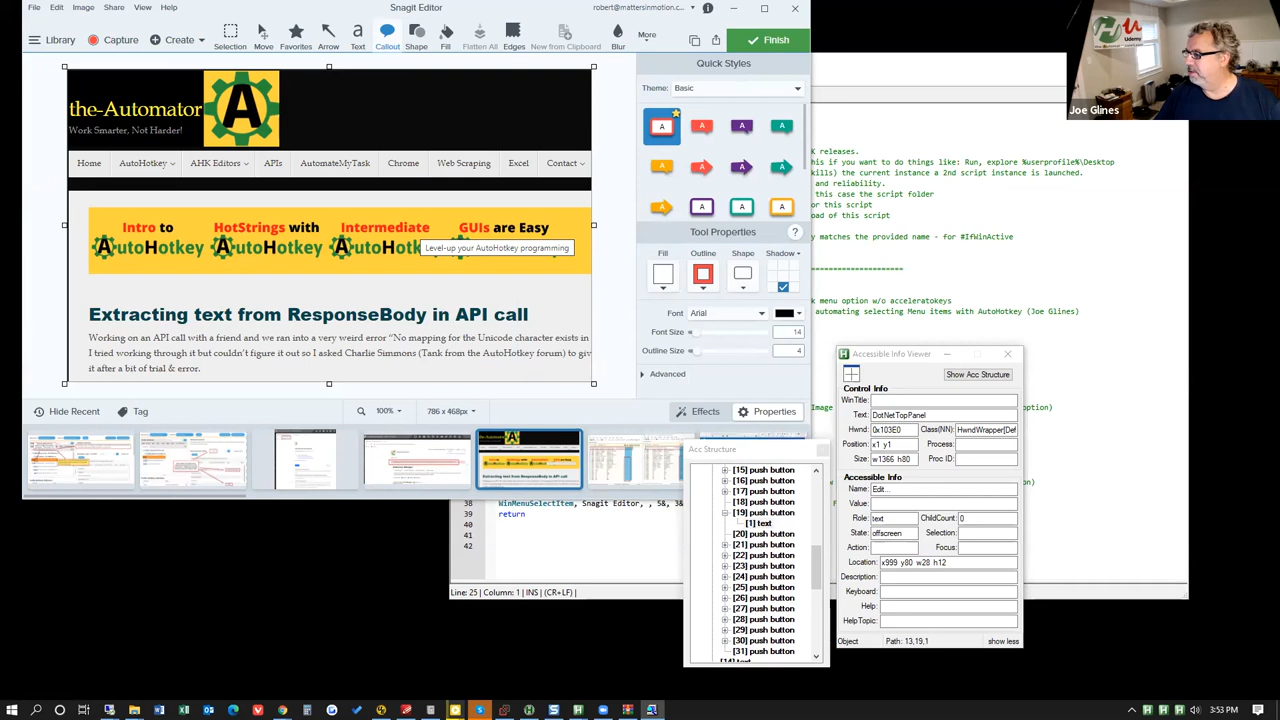 File Edit Image Share View Help
Snagit Editor
robert@mattersinmotion.c...
Library Capture Create
Selection Move Favorites Arrow Text Callout Shape Fill Flatten All Edges New from Clipboard Blur More
Finish
the-Automator
A
Work Smarter, Not Harder!
Home AutoHotkey AHK Editors APIs AutomateMyTask Chrome Web Scraping Excel Contact
Intro to HotStrings with Intermediate GUIs are Easy
AutoHotkey AutoHotkey AutoHotk
Level-up your AutoHotkey programming
Extracting text from ResponseBody in API call
Working on an API call with a friend and we ran into a very weird error “No mapping for the Unicode character exists in
I tried working through it but couldn’t figure it out so I asked Charlie Simmons (Tank from the AutoHotkey forum) to giv
it after a bit of trial & error.
Quick Styles
Theme: Basic
Tool Properties
?
Fill Outline Shape Shadow
Font Arial
Font Size 14
Outline Size 4
Advanced
Hide Recent Tag
100% 786 x 468px
Effects Properties
Udemy
Joe Glines
K releases.
his if you want to do things like: Run, explore %userprofile%\Desktop
kills) the current instance a 2nd script instance is launched.
and reliability.
this case the script folder
or this script
oad of this script
y matches the provided name - for #IfWinActive
====================
k menu option w/o acceleratokeys
automating selecting Menu items with AutoHotkey (Joe Glines)
Image
option)
on)
38 WinMenuSelectItem, Snagit Editor, , 5&, 3&
39 return
40
41
42
Line: 25 | Column: 1 | INS | (CR+LF) |
Acc Structure
[15] push button
[16] push button
[17] push button
[18] push button
[19] push button
[1] text
[20] push button
[21] push button
[22] push button
[23] push button
[24] push button
[25] push button
[26] push button
[27] push button
[28] push button
[29] push button
[30] push button
[31] push button
[14] text
Accessible Info Viewer
Show Acc Structure
Control Info
WinTitle:
Text: DotNetTopPanel
Hwnd: 0x103E0 Class(NN): HwndWrapper[Def
Position: x1 y1 Process:
Size: w1366 h80 Proc ID:
Accessible Info
Name: Edit...
Value:
Role: text ChildCount: 0
State: offscreen Selection:
Action: Focus:
Location: x999 y80 w28 h12
Description:
Keyboard:
Help:
HelpTopic:
Object Path: 13,19,1 show less
3:53 PM